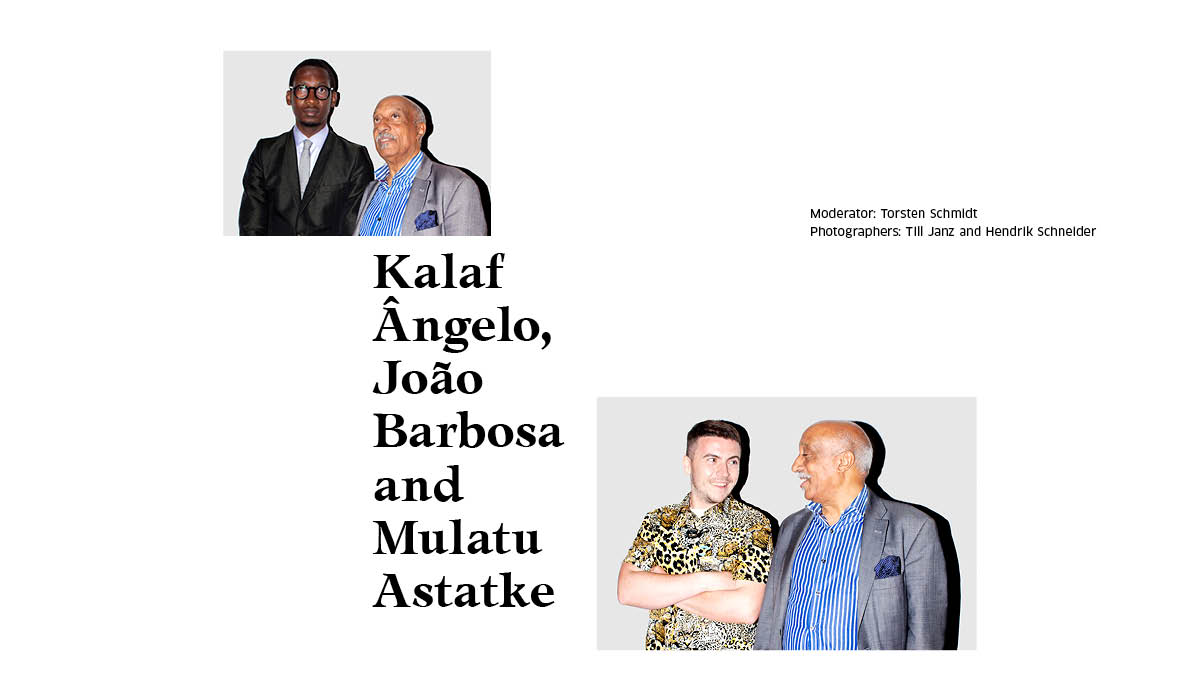 Moderator: Torsten Schmidt
Photographers: Till Janz and Hendrik Schneider
Kalaf
Ângelo,
João
Barbosa
and
Mulatu
Astatke